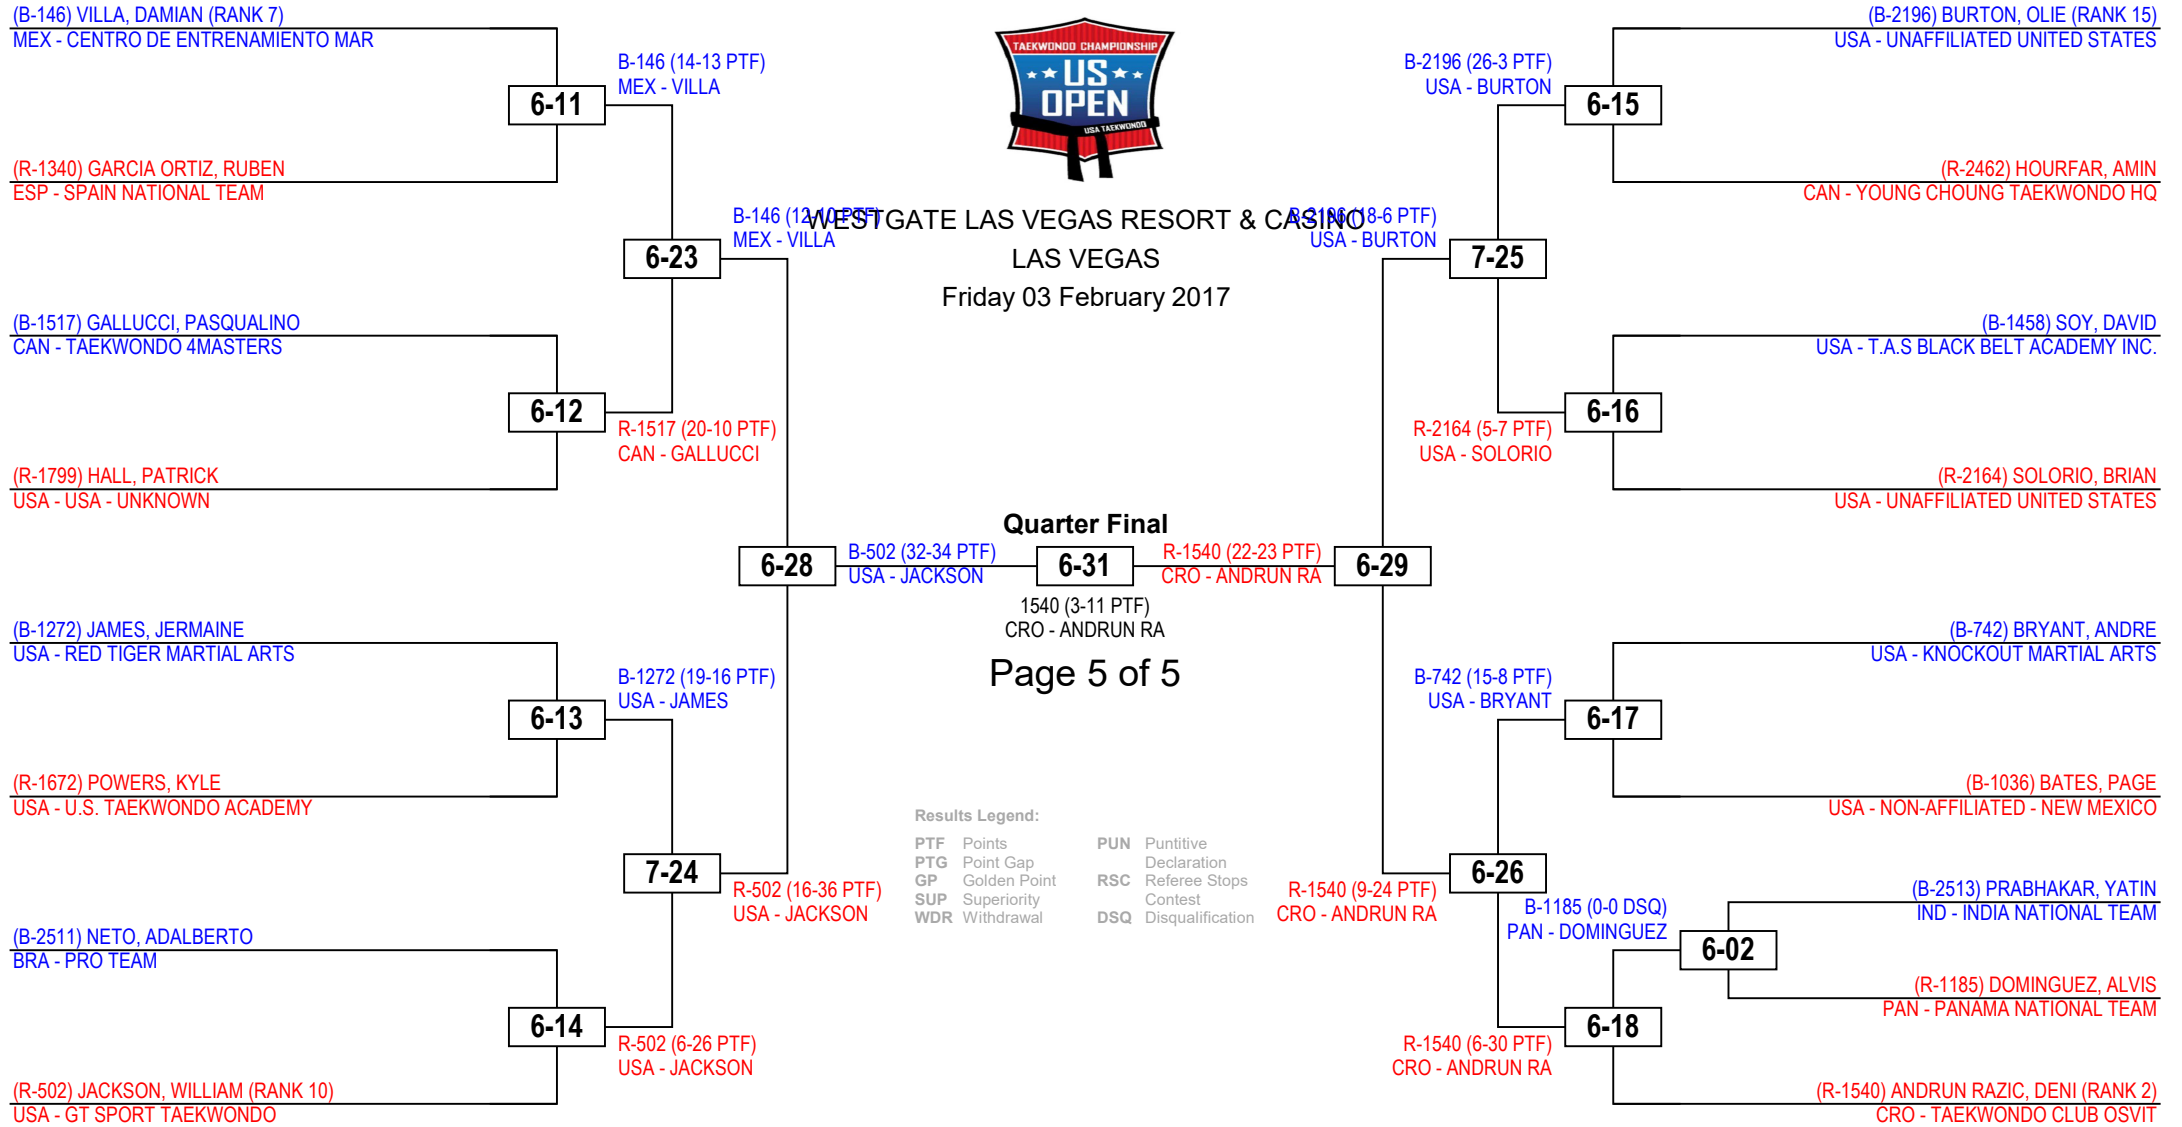 (B-146) VILLA, DAMIAN (RANK 7)
MEX - CENTRO DE ENTRENAMIENTO MAR
B-146 (14-13 PTF)
MEX - VILLA
6-11
(R-1340) GARCIA ORTIZ, RUBEN
ESP - SPAIN NATIONAL TEAM
B-146 (12-10 PTF)
MEX - VILLA
6-23
(B-1517) GALLUCCI, PASQUALINO
CAN - TAEKWONDO 4MASTERS
6-12
R-1517 (20-10 PTF)
CAN - GALLUCCI
(R-1799) HALL, PATRICK
USA - USA - UNKNOWN
6-28
B-502 (32-34 PTF)
USA - JACKSON
(B-1272) JAMES, JERMAINE
USA - RED TIGER MARTIAL ARTS
B-1272 (19-16 PTF)
USA - JAMES
6-13
(R-1672) POWERS, KYLE
USA - U.S. TAEKWONDO ACADEMY
7-24
R-502 (16-36 PTF)
USA - JACKSON
(B-2511) NETO, ADALBERTO
BRA - PRO TEAM
6-14
R-502 (6-26 PTF)
USA - JACKSON
(R-502) JACKSON, WILLIAM (RANK 10)
USA - GT SPORT TAEKWONDO
TAEKWONDO CHAMPIONSHIP
US
OPEN
USA TAEKWONDO
WESTGATE LAS VEGAS RESORT & CASINO
LAS VEGAS
Friday 03 February 2017
Quarter Final
6-31
1540 (3-11 PTF)
CRO - ANDRUN RA
Page 5 of 5
Results Legend:
PTF Points
PTG Point Gap
GP Golden Point
SUP Superiority
WDR Withdrawal
PUN Puntitive
Declaration
RSC Referee Stops
Contest
DSQ Disqualification
(B-2196) BURTON, OLIE (RANK 15)
USA - UNAFFILIATED UNITED STATES
B-2196 (26-3 PTF)
USA - BURTON
6-15
(R-2462) HOURFAR, AMIN
CAN - YOUNG CHOUNG TAEKWONDO HQ
B-2196 (18-6 PTF)
USA - BURTON
7-25
(B-1458) SOY, DAVID
USA - T.A.S BLACK BELT ACADEMY INC.
6-16
R-2164 (5-7 PTF)
USA - SOLORIO
(R-2164) SOLORIO, BRIAN
USA - UNAFFILIATED UNITED STATES
R-1540 (22-23 PTF)
CRO - ANDRUN RA
6-29
(B-742) BRYANT, ANDRE
USA - KNOCKOUT MARTIAL ARTS
B-742 (15-8 PTF)
USA - BRYANT
6-17
(B-1036) BATES, PAGE
USA - NON-AFFILIATED - NEW MEXICO
6-26
R-1540 (9-24 PTF)
CRO - ANDRUN RA
(B-2513) PRABHAKAR, YATIN
IND - INDIA NATIONAL TEAM
B-1185 (0-0 DSQ)
PAN - DOMINGUEZ
6-02
(R-1185) DOMINGUEZ, ALVIS
PAN - PANAMA NATIONAL TEAM
6-18
R-1540 (6-30 PTF)
CRO - ANDRUN RA
(R-1540) ANDRUN RAZIC, DENI (RANK 2)
CRO - TAEKWONDO CLUB OSVIT